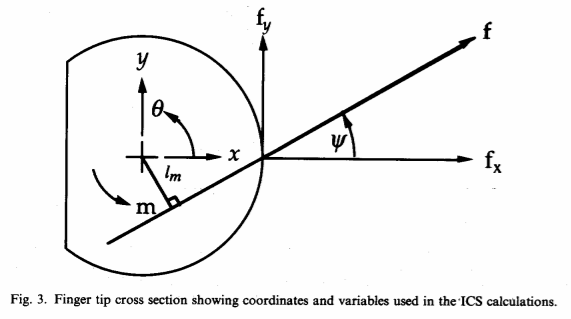 f_y
f
y
θ
ψ
x
l_m
f_x
m
Fig. 3. Finger tip cross section showing coordinates and variables used in the ICS calculations.